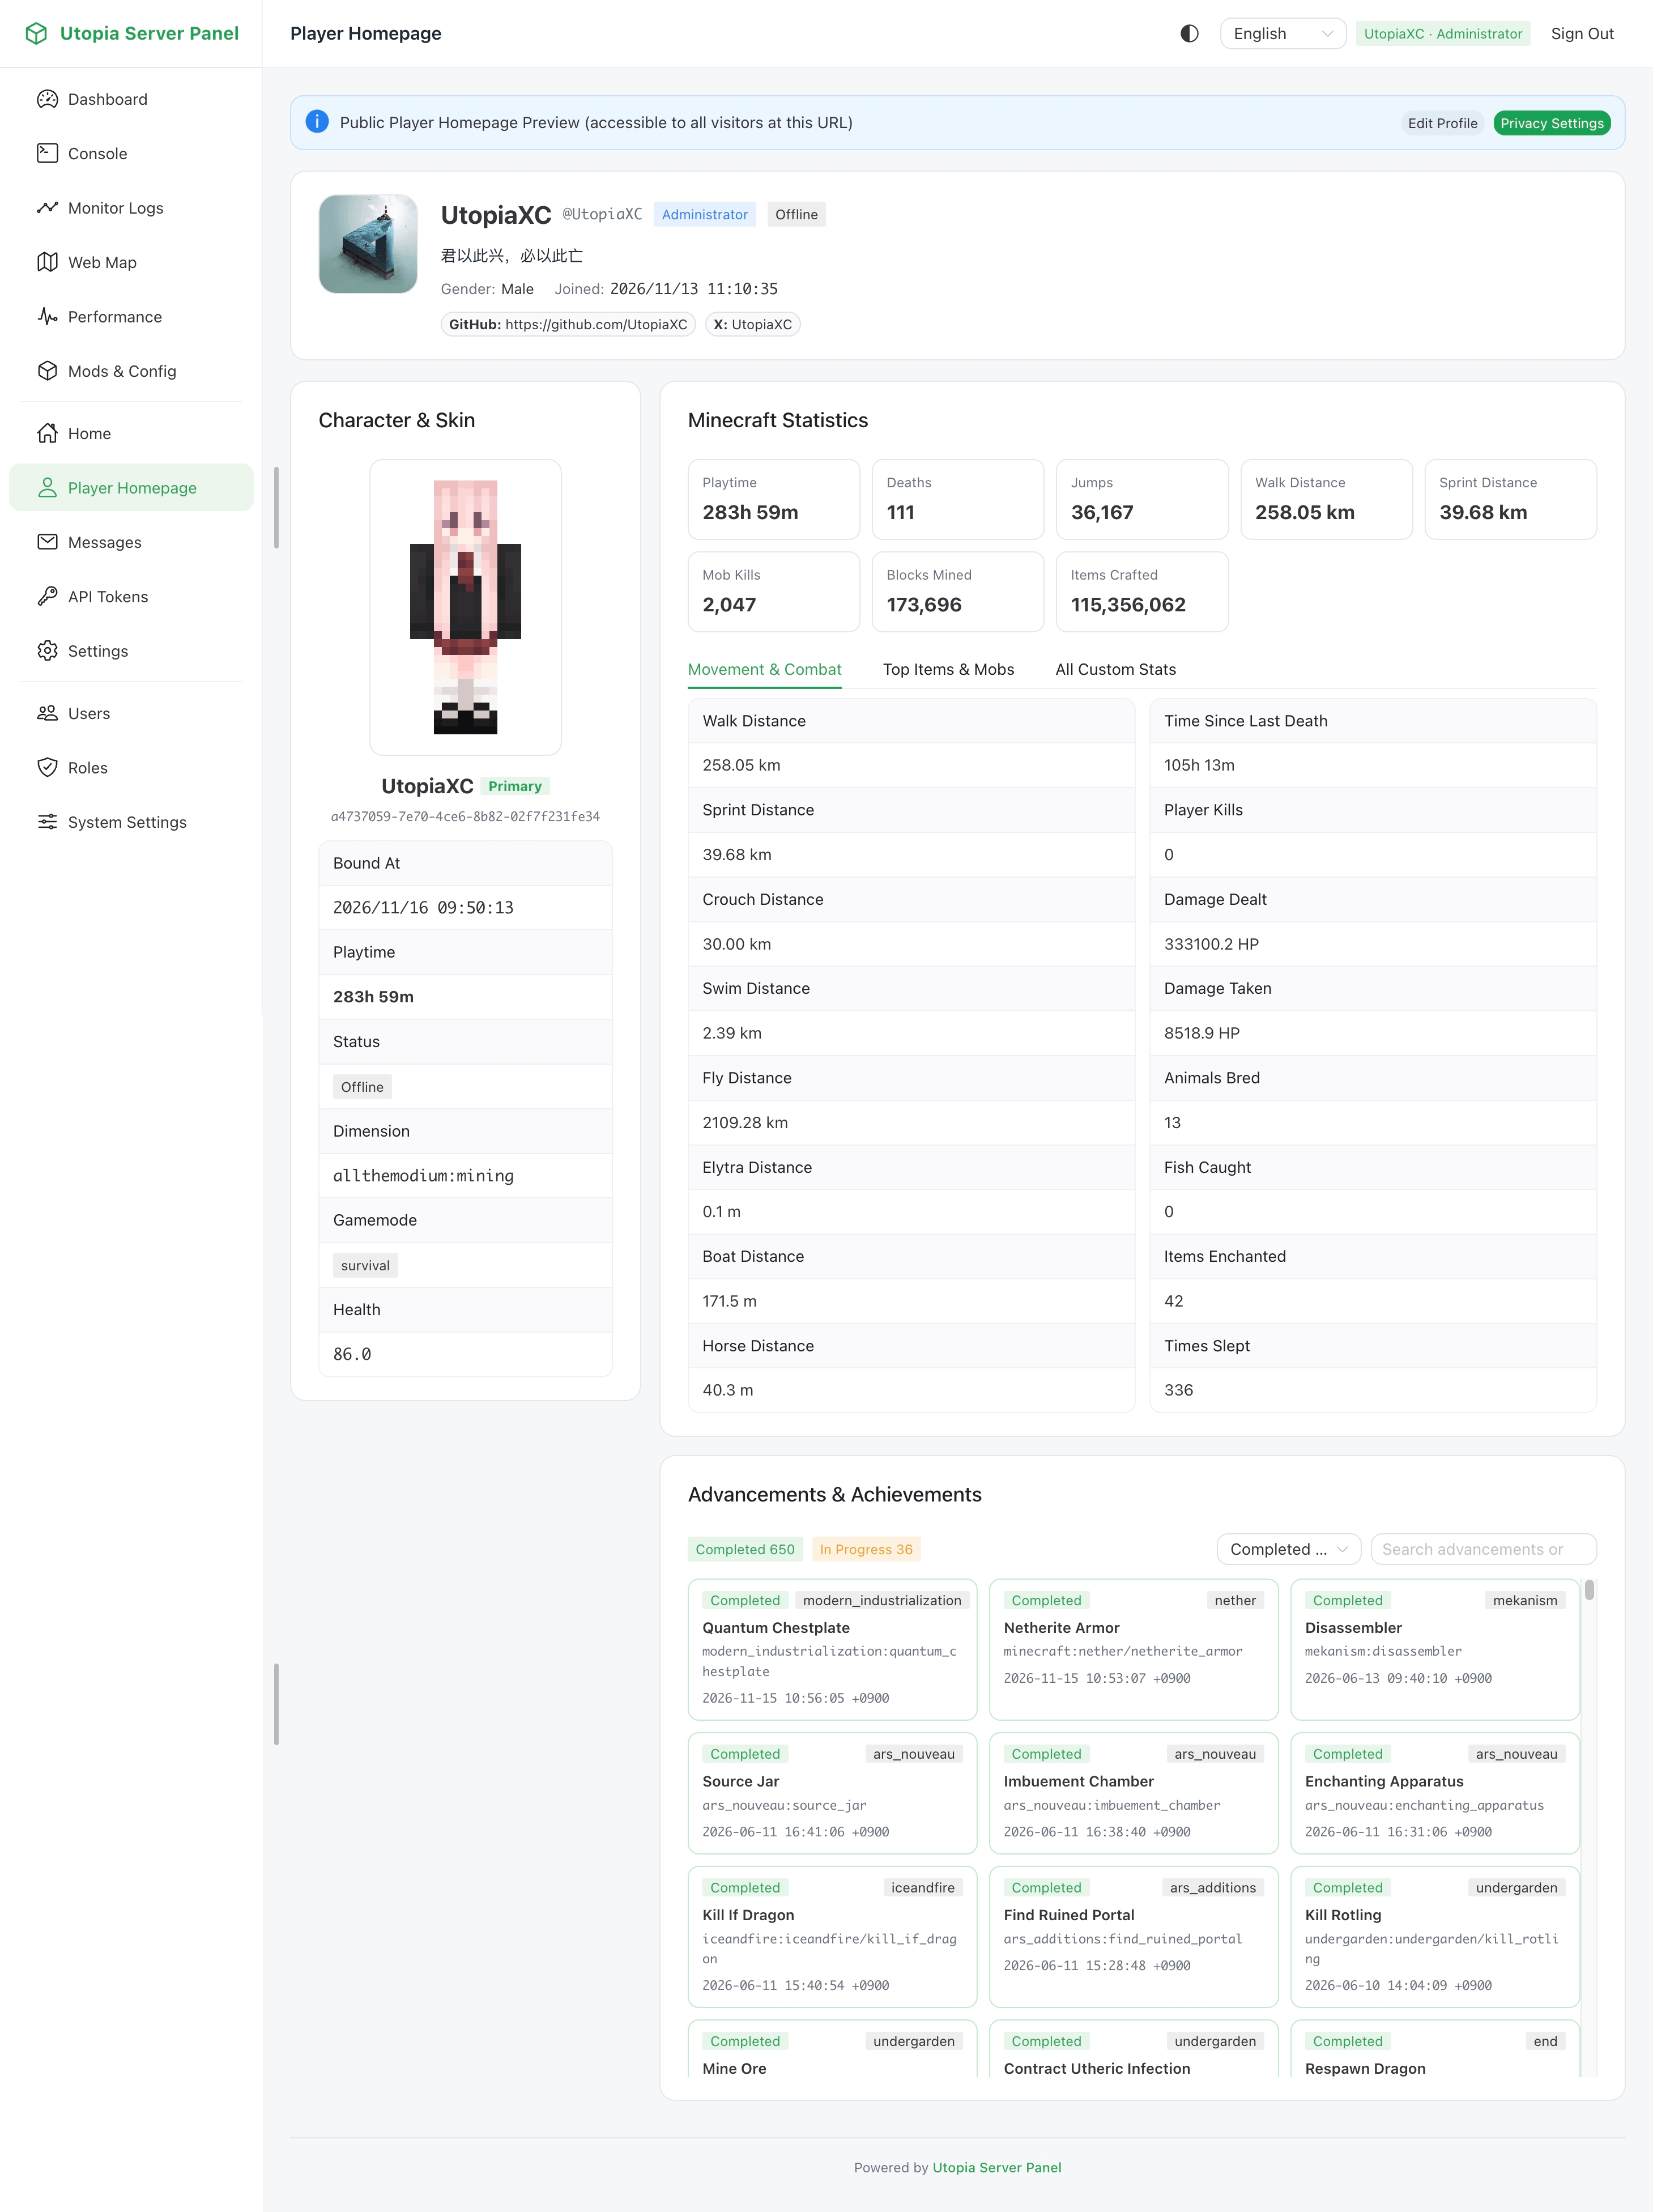 Utopia Server Panel
Player Homepage
English
UtopiaXC · Administrator
Sign Out
Dashboard
Console
Monitor Logs
Web Map
Performance
Mods & Config
Home
Player Homepage
Messages
API Tokens
Settings
Users
Roles
System Settings
Public Player Homepage Preview (accessible to all visitors at this URL)
Edit Profile
Privacy Settings
UtopiaXC @UtopiaXC Administrator Offline
君以此兴，必以此亡
Gender: Male Joined: 2026/11/13 11:10:35
GitHub: https://github.com/UtopiaXC X: UtopiaXC
Character & Skin
UtopiaXC Primary
a4737059-7e70-4ce6-8b82-02f7f231fe34
Bound At
2026/11/16 09:50:13
Playtime
283h 59m
Status
Offline
Dimension
allthemodium:mining
Gamemode
survival
Health
86.0
Minecraft Statistics
Playtime
283h 59m
Deaths
111
Jumps
36,167
Walk Distance
258.05 km
Sprint Distance
39.68 km
Mob Kills
2,047
Blocks Mined
173,696
Items Crafted
115,356,062
Movement & Combat
Top Items & Mobs
All Custom Stats
Walk Distance
258.05 km
Sprint Distance
39.68 km
Crouch Distance
30.00 km
Swim Distance
2.39 km
Fly Distance
2109.28 km
Elytra Distance
0.1 m
Boat Distance
171.5 m
Horse Distance
40.3 m
Time Since Last Death
105h 13m
Player Kills
0
Damage Dealt
333100.2 HP
Damage Taken
8518.9 HP
Animals Bred
13
Fish Caught
0
Items Enchanted
42
Times Slept
336
Advancements & Achievements
Completed 650
In Progress 36
Completed ...
Search advancements or
Completed modern_industrialization
Quantum Chestplate
modern_industrialization:quantum_c
hestplate
2026-11-15 10:56:05 +0900
Completed nether
Netherite Armor
minecraft:nether/netherite_armor
2026-11-15 10:53:07 +0900
Completed mekanism
Disassembler
mekanism:disassembler
2026-06-13 09:40:10 +0900
Completed ars_nouveau
Source Jar
ars_nouveau:source_jar
2026-06-11 16:41:06 +0900
Completed ars_nouveau
Imbuement Chamber
ars_nouveau:imbuement_chamber
2026-06-11 16:38:40 +0900
Completed ars_nouveau
Enchanting Apparatus
ars_nouveau:enchanting_apparatus
2026-06-11 16:31:06 +0900
Completed iceandfire
Kill If Dragon
iceandfire:iceandfire/kill_if_drag
on
2026-06-11 15:40:54 +0900
Completed ars_additions
Find Ruined Portal
ars_additions:find_ruined_portal
2026-06-11 15:28:48 +0900
Completed undergarden
Kill Rotling
undergarden:undergarden/kill_rotli
ng
2026-06-10 14:04:09 +0900
Completed undergarden
Mine Ore
Completed undergarden
Contract Utheric Infection
Completed end
Respawn Dragon
Powered by Utopia Server Panel